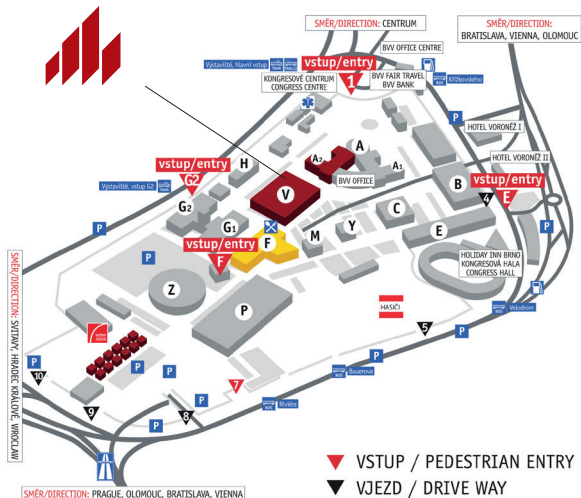 SMĚR/DIRECTION: CENTRUM
SMĚR/DIRECTION:
BRATISLAVA, VIENNA, OLOMOUC
BVV OFFICE CENTRE
Výstaviště, hlavní vstup
vstup/entry
1
KONGRESOVÉ CENTRUM
CONGRESS CENTRE
BVV FAIR TRAVEL
BVV BANK
Křížkovského
P
HOTEL VORONĚŽ I
HOTEL VORONĚŽ II
vstup/entry
G2
Výstaviště, vstup G2
H
A2
A
A1
BVV OFFICE
V
B
vstup/entry
E
4
G2
G1
P
P
vstup/entry
F
F
M
Y
C
E
P
HOLIDAY INN BRNO
KONGRESOVÁ HALA
CONGRESS HALL
Z
P
HASIČI
Velodrom
5
P
P
SMĚR/DIRECTION: SVITAVY, HRADEC KRÁLOVÉ, WROCLAW
P
10
P
P
7
P
Bauerova
P
9
P
8
P
Riviéra
SMĚR/DIRECTION: PRAGUE, OLOMOUC, BRATISLAVA, VIENNA
VSTUP / PEDESTRIAN ENTRY
VJEZD / DRIVE WAY